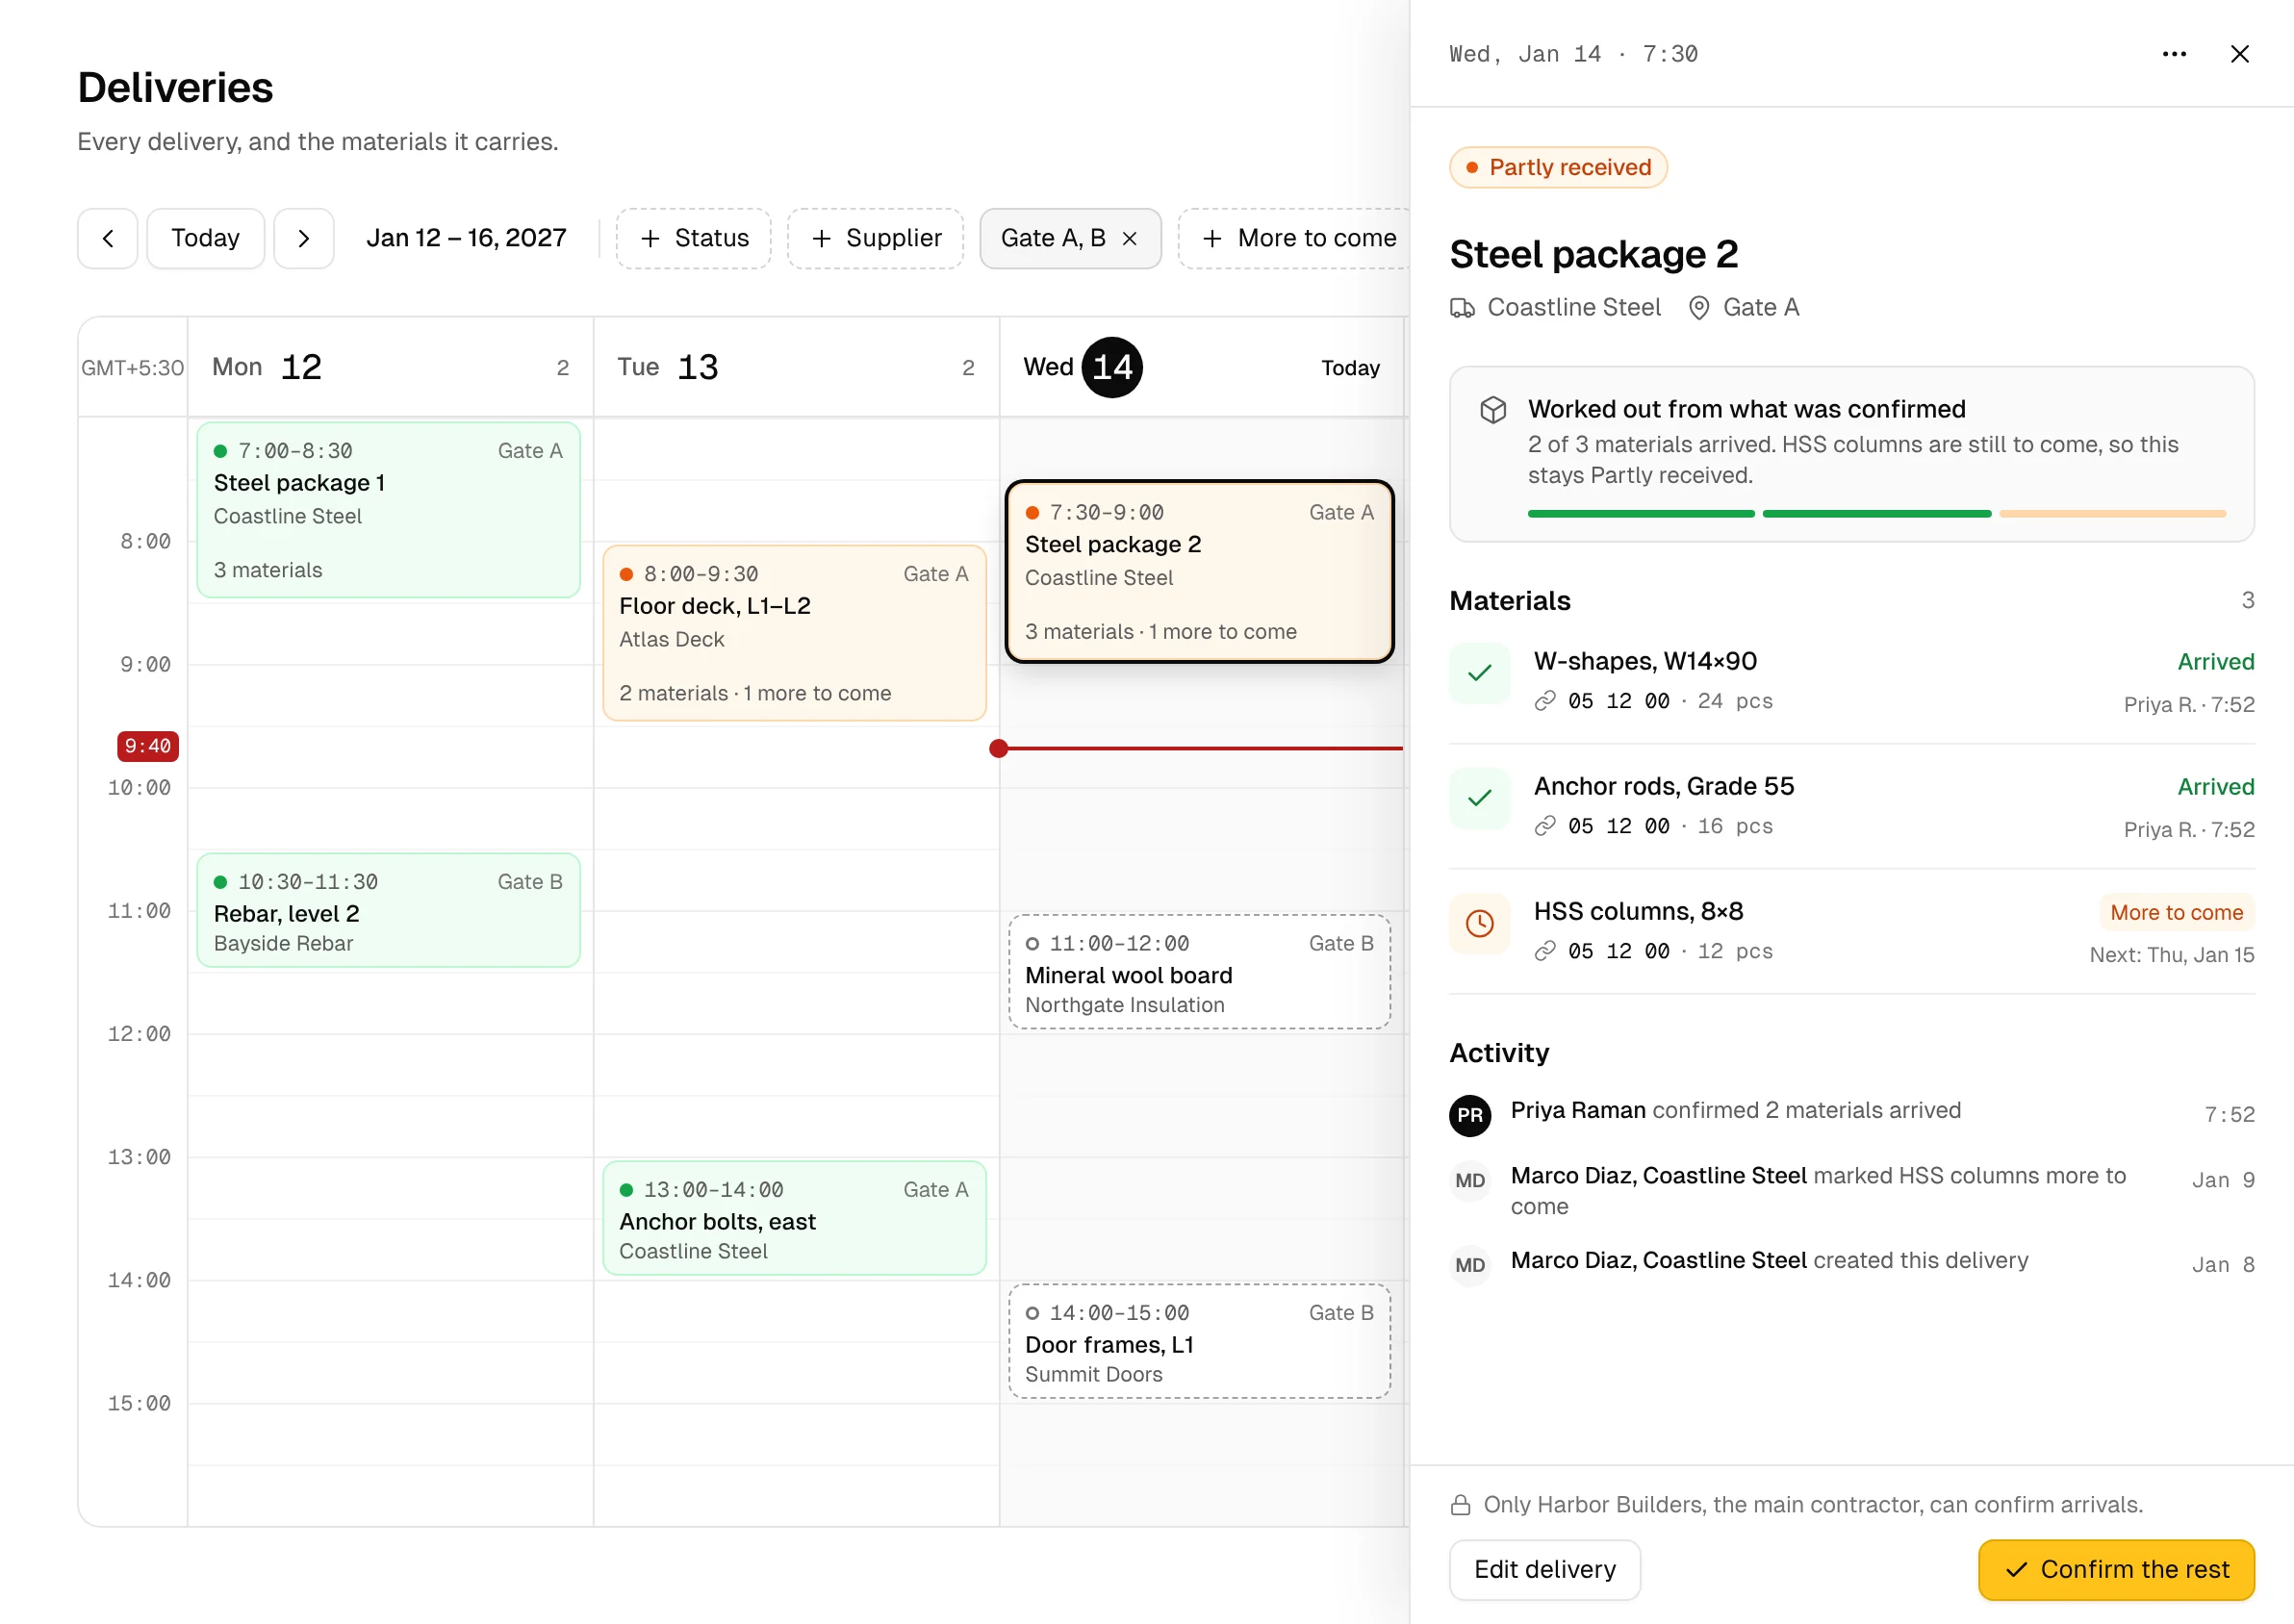 Deliveries
Every delivery, and the materials it carries.
Today
Jan 12 – 16, 2027
Status
Supplier
Gate A, B
More to come
GMT+5:30
Mon 12
2
Tue 13
2
Wed 14
Today
8:00
9:00
9:40
10:00
11:00
12:00
13:00
14:00
15:00
7:00–8:30
Gate A
Steel package 1
Coastline Steel
3 materials
10:30–11:30
Gate B
Rebar, level 2
Bayside Rebar
8:00–9:30
Gate A
Floor deck, L1–L2
Atlas Deck
2 materials · 1 more to come
13:00–14:00
Gate A
Anchor bolts, east
Coastline Steel
7:30–9:00
Gate A
Steel package 2
Coastline Steel
3 materials · 1 more to come
11:00–12:00
Gate B
Mineral wool board
Northgate Insulation
14:00–15:00
Gate B
Door frames, L1
Summit Doors
Wed, Jan 14 · 7:30
Partly received
Steel package 2
Coastline Steel
Gate A
Worked out from what was confirmed
2 of 3 materials arrived. HSS columns are still to come, so this
stays Partly received.
Materials
3
W-shapes, W14×90
Arrived
05 12 00 · 24 pcs
Priya R. · 7:52
Anchor rods, Grade 55
Arrived
05 12 00 · 16 pcs
Priya R. · 7:52
HSS columns, 8×8
More to come
05 12 00 · 12 pcs
Next: Thu, Jan 15
Activity
PR
Priya Raman confirmed 2 materials arrived
7:52
MD
Marco Diaz, Coastline Steel marked HSS columns more to
come
Jan 9
MD
Marco Diaz, Coastline Steel created this delivery
Jan 8
Only Harbor Builders, the main contractor, can confirm arrivals.
Edit delivery
Confirm the rest